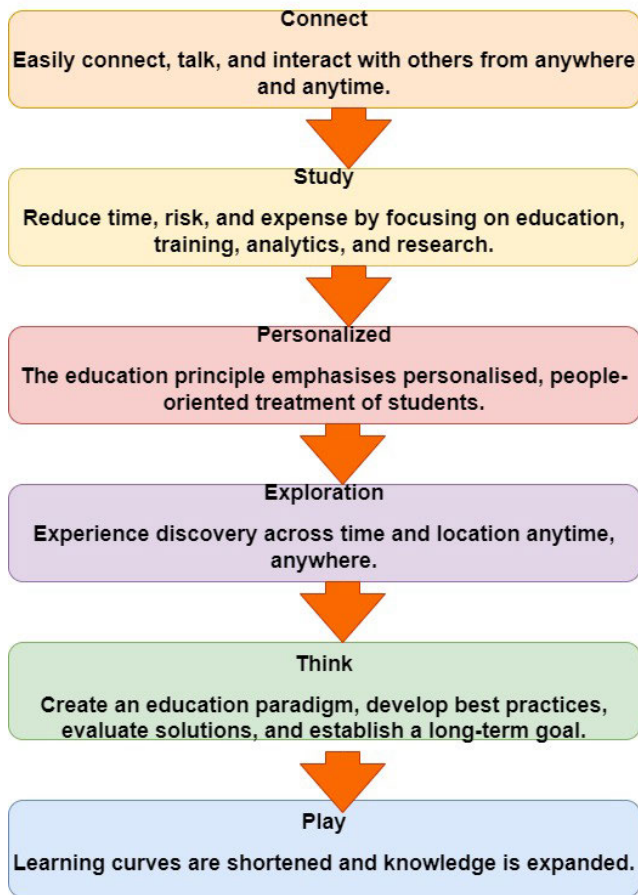 Connect
Easily connect, talk, and interact with others from anywhere
and anytime.
Study
Reduce time, risk, and expense by focusing on education,
training, analytics, and research.
Personalized
The education principle emphasises personalised, people-
oriented treatment of students.
Exploration
Experience discovery across time and location anytime,
anywhere.
Think
Create an education paradigm, develop best practices,
evaluate solutions, and establish a long-term goal.
Play
Learning curves are shortened and knowledge is expanded.